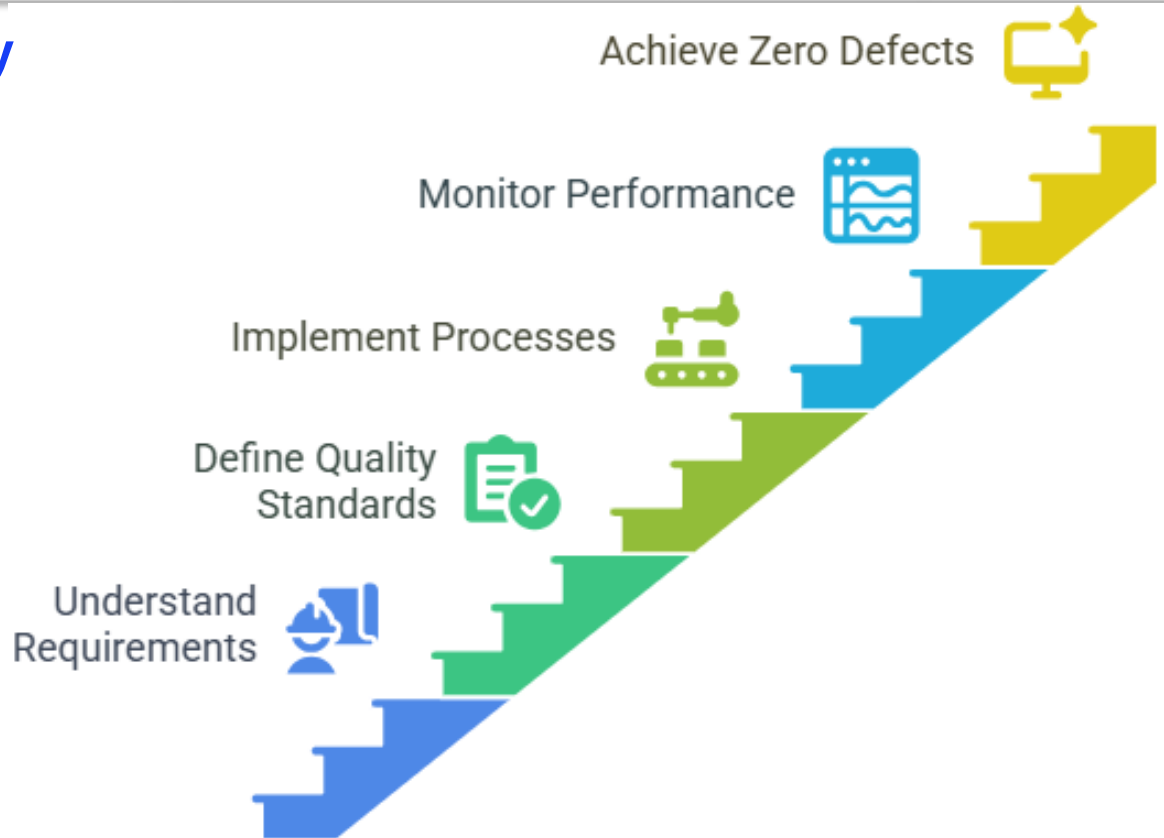 Achieve Zero Defects
Monitor Performance
Implement Processes
Define Quality
Standards
Understand
Requirements